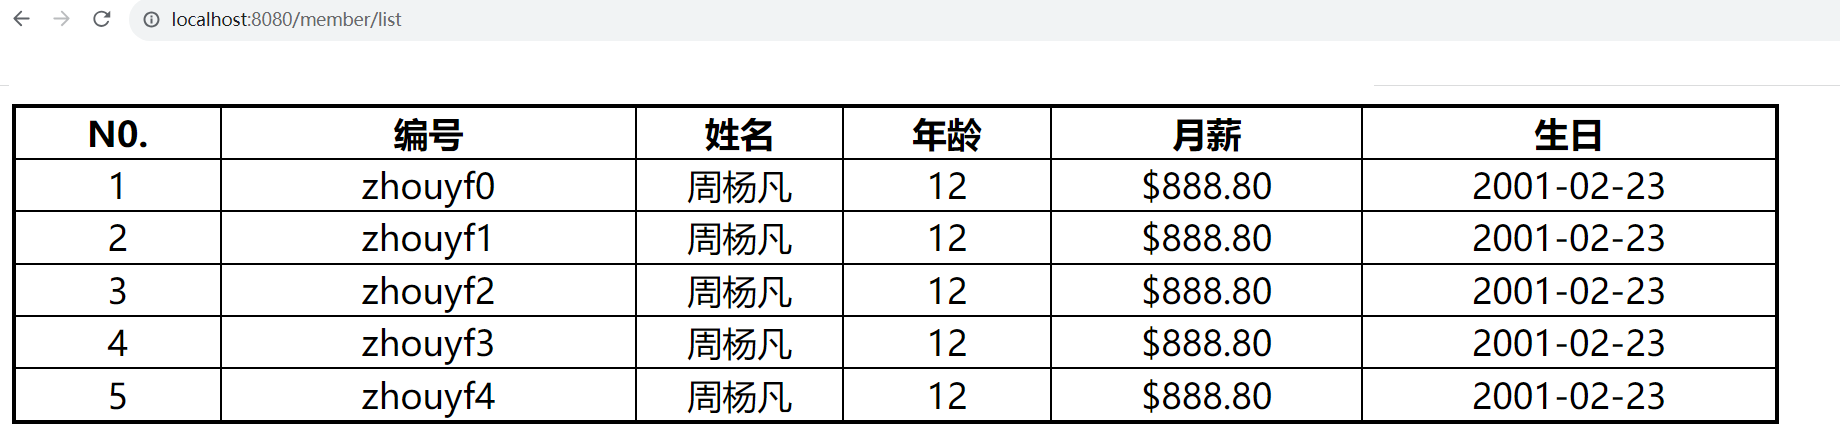 localhost:8080/member/list
N0. 编号 姓名 年龄 月薪 生日
1 zhouyf0 周杨凡 12 $888.80 2001-02-23
2 zhouyf1 周杨凡 12 $888.80 2001-02-23
3 zhouyf2 周杨凡 12 $888.80 2001-02-23
4 zhouyf3 周杨凡 12 $888.80 2001-02-23
5 zhouyf4 周杨凡 12 $888.80 2001-02-23